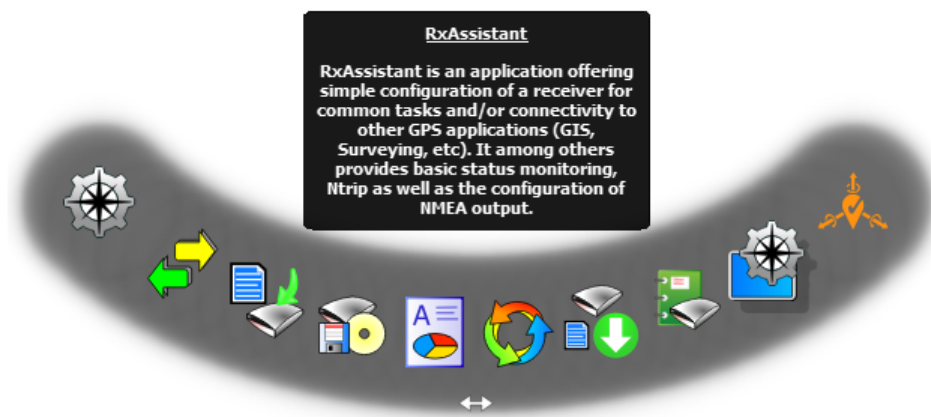 RxAssistant
RxAssistant is an application offering
simple configuration of a receiver for
common tasks and/or connectivity to
other GPS applications (GIS,
Surveying, etc). It among others
provides basic status monitoring,
Ntrip as well as the configuration of
NMEA output.
A